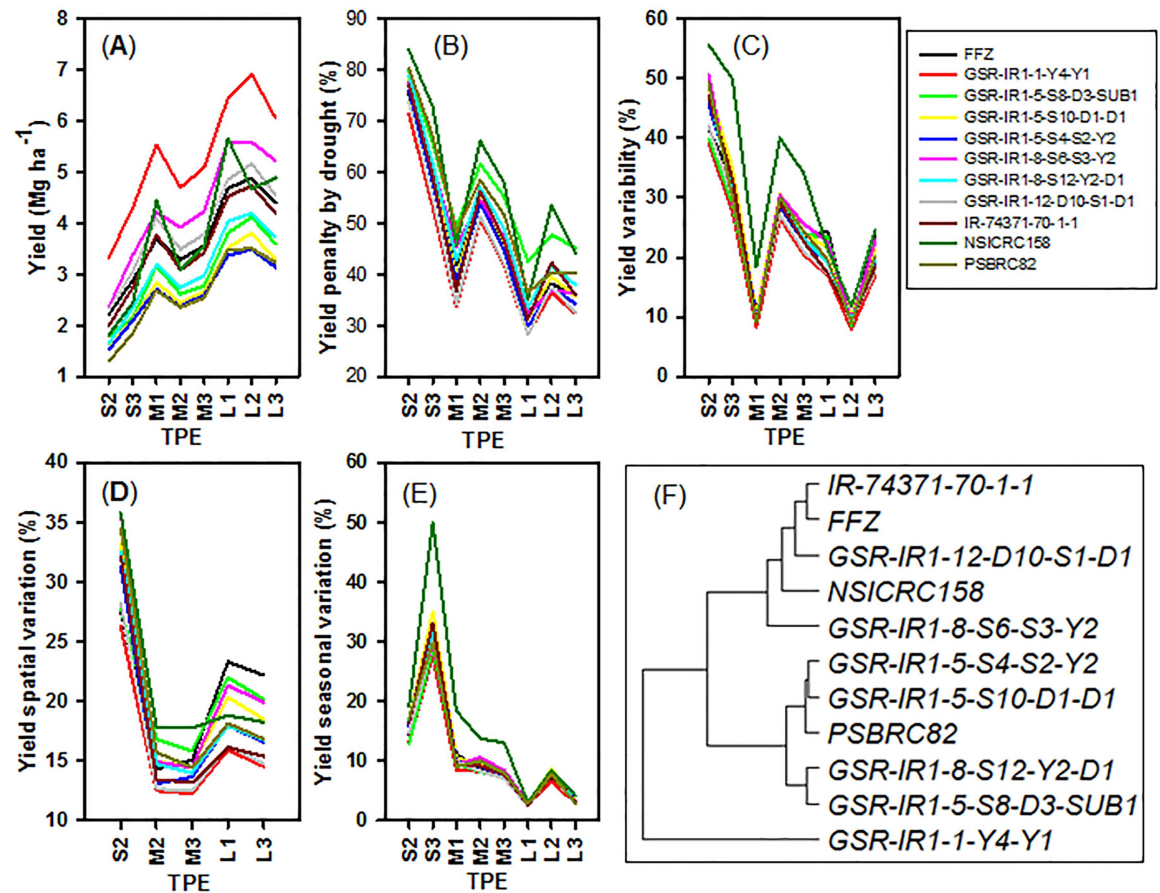 (A)
Yield (Mg ha-1)
8
7
6
5
4
3
2
1
S2 S3 M1 M2 M3 L1 L2 L3
TPE
(B)
Yield penalty by drought (%)
100
80
60
40
20
S2 S3 M1 M2 M3 L1 L2 L3
TPE
(C)
Yield variability (%)
60
50
40
30
20
10
0
S2 S3 M1 M2 M3 L1 L2 L3
TPE
FFZ
GSR-IR1-1-Y4-Y1
GSR-IR1-5-S8-D3-SUB1
GSR-IR1-5-S10-D1-D1
GSR-IR1-5-S4-S2-Y2
GSR-IR1-8-S6-S3-Y2
GSR-IR1-8-S12-Y2-D1
GSR-IR1-12-D10-S1-D1
IR-74371-70-1-1
NSICRC158
PSBRC82
(D)
Yield spatial variation (%)
40
35
30
25
20
15
10
S2 M2 M3 L1 L3
TPE
(E)
Yield seasonal variation (%)
60
50
40
30
20
10
0
S2 S3 M1 M2 M3 L1 L2 L3
TPE
(F)
IR-74371-70-1-1
FFZ
GSR-IR1-12-D10-S1-D1
NSICRC158
GSR-IR1-8-S6-S3-Y2
GSR-IR1-5-S4-S2-Y2
GSR-IR1-5-S10-D1-D1
PSBRC82
GSR-IR1-8-S12-Y2-D1
GSR-IR1-5-S8-D3-SUB1
GSR-IR1-1-Y4-Y1